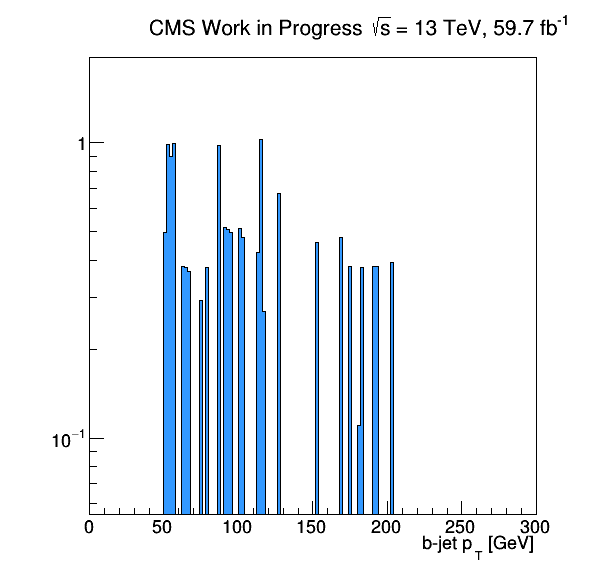 CMS Work in Progress √s = 13 TeV, 59.7 fb⁻¹
1
10⁻¹
0 50 100 150 200 250 300
b-jet p_T [GeV]